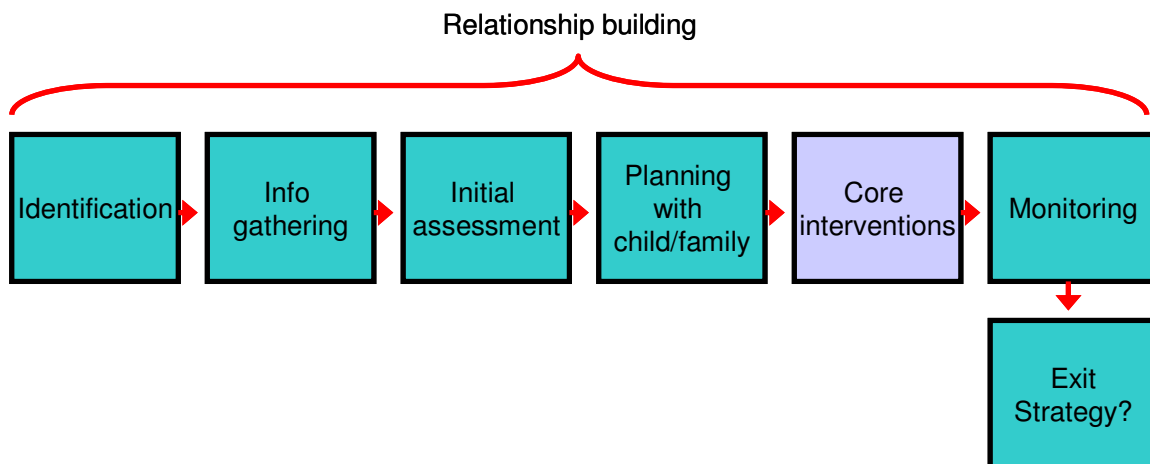 Relationship building
Identification
Info
gathering
Initial
assessment
Planning
with
child/family
Core
interventions
Monitoring
Exit
Strategy?